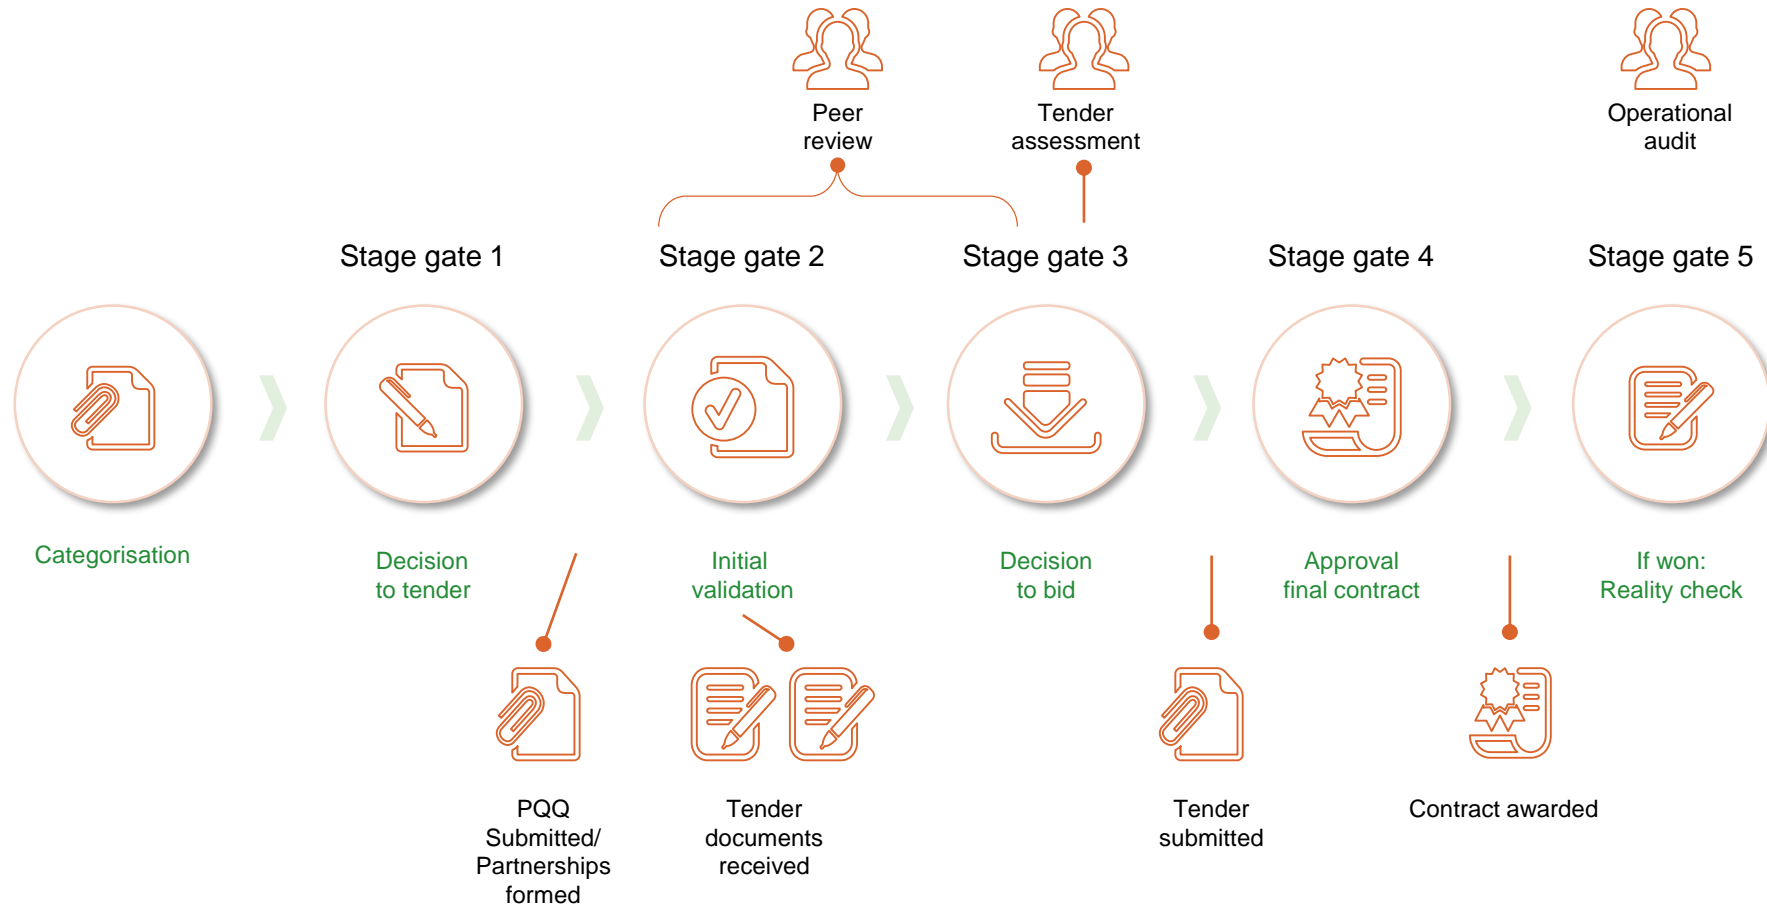 Peer
review
Tender
assessment
Operational
audit
Stage gate 1
Stage gate 2
Stage gate 3
Stage gate 4
Stage gate 5
Categorisation
Decision
to tender
Initial
validation
Decision
to bid
Approval
final contract
If won:
Reality check
PQQ
Submitted/
Partnerships
formed
Tender
documents
received
Tender
submitted
Contract awarded